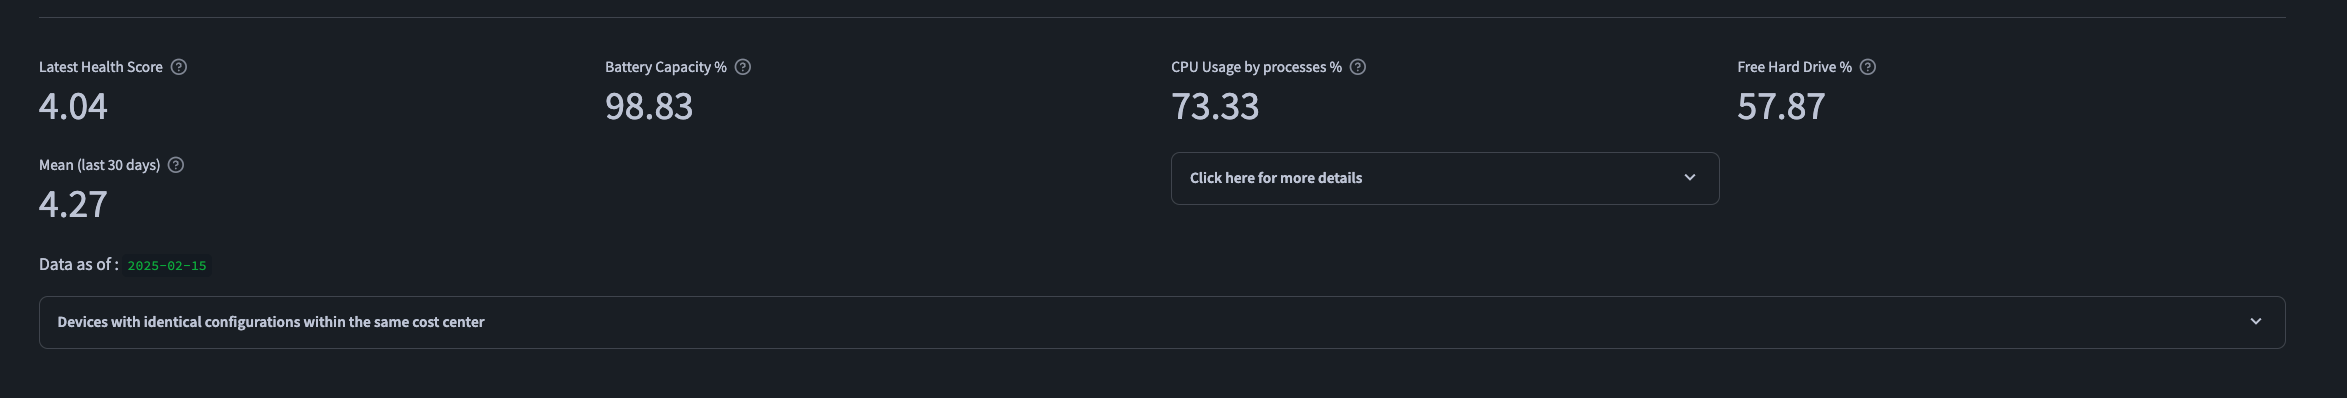 Latest Health Score
4.04
Mean (last 30 days)
4.27
Battery Capacity %
98.83
CPU Usage by processes %
73.33
Click here for more details
Free Hard Drive %
57.87
Data as of : 2025-02-15
Devices with identical configurations within the same cost center